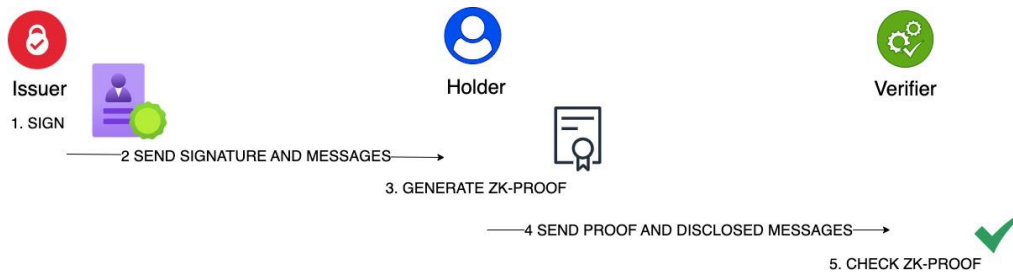 Issuer
Holder
Verifier
1. SIGN
2 SEND SIGNATURE AND MESSAGES
3. GENERATE ZK-PROOF
4 SEND PROOF AND DISCLOSED MESSAGES
5. CHECK ZK-PROOF